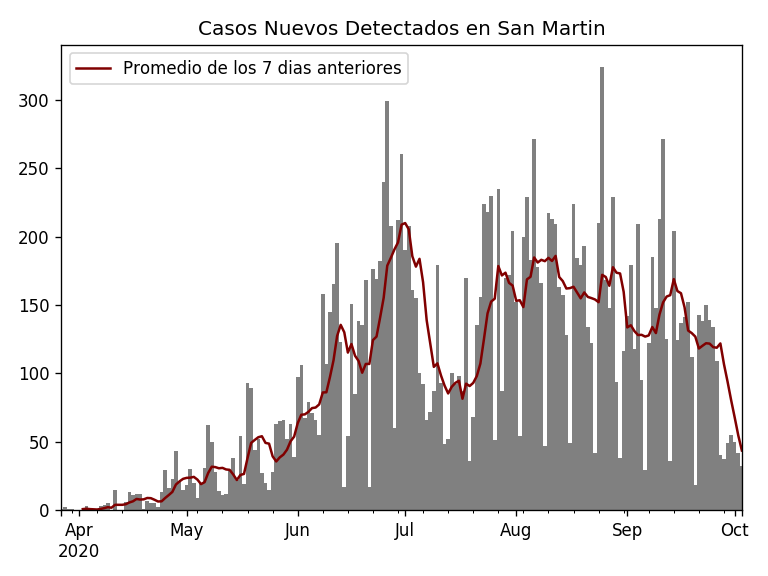 Casos Nuevos Detectados en San Martin
Promedio de los 7 dias anteriores
300
250
200
150
100
50
0
Apr May Jun Jul Aug Sep Oct
2020